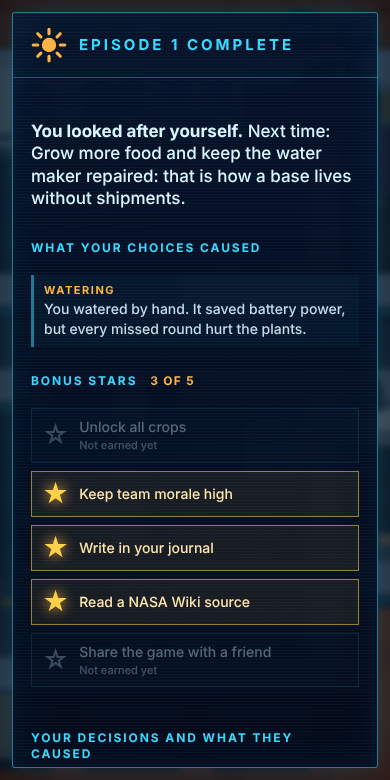 EPISODE 1 COMPLETE
You looked after yourself. Next time:
Grow more food and keep the water
maker repaired: that is how a base lives
without shipments.
WHAT YOUR CHOICES CAUSED
WATERING
You watered by hand. It saved battery power,
but every missed round hurt the plants.
BONUS STARS 3 OF 5
Unlock all crops
Not earned yet
Keep team morale high
Write in your journal
Read a NASA Wiki source
Share the game with a friend
Not earned yet
YOUR DECISIONS AND WHAT THEY
CAUSED